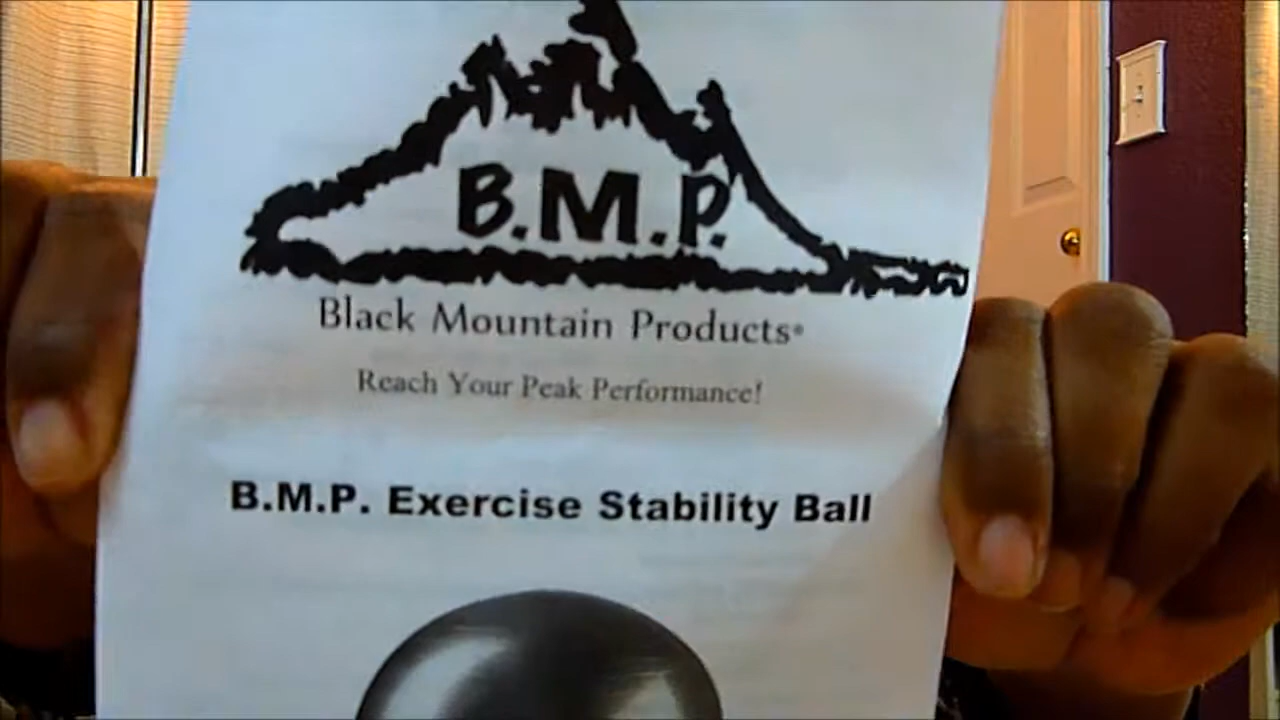 B.M.P.
Black Mountain Products®
Reach Your Peak Performance!
B.M.P. Exercise Stability Ball